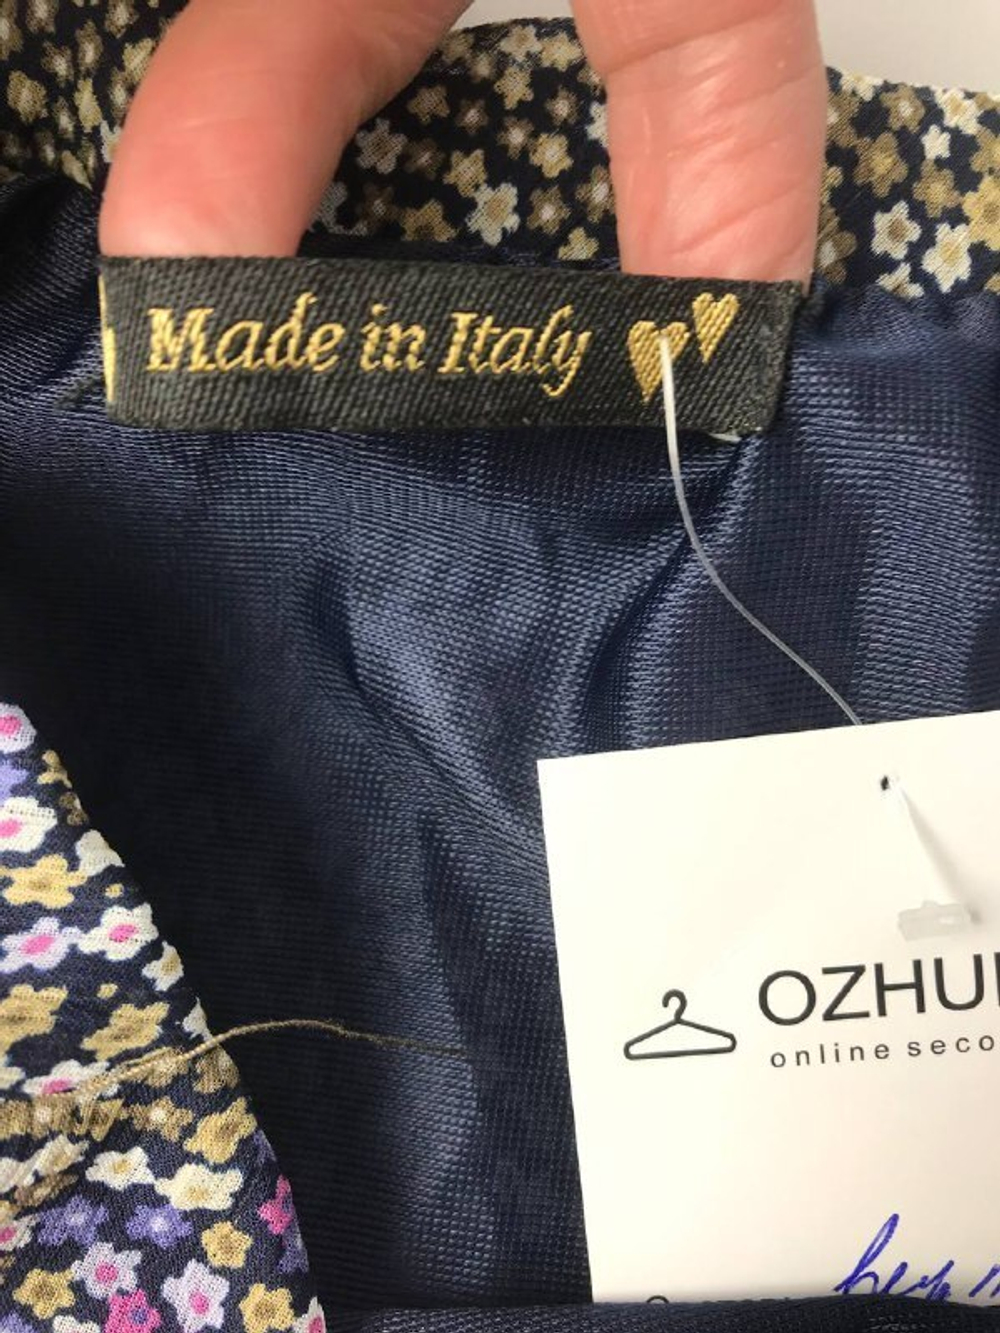 Made in Italy
OZHU
online seco